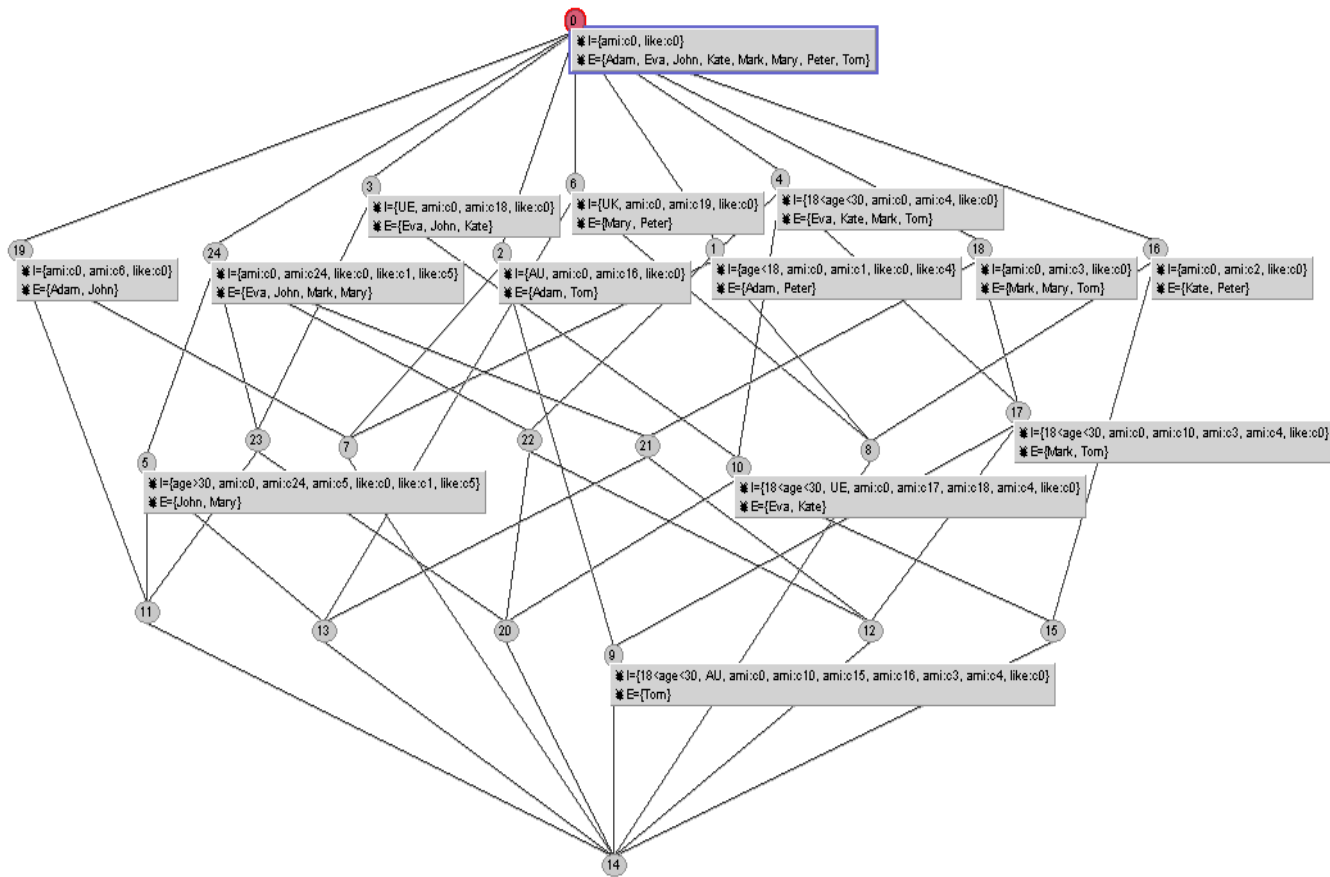 0
I={ami:c0, like:c0}
E={Adam, Eva, John, Kate, Mark, Mary, Peter, Tom}
3
I={UE, ami:c0, ami:c18, like:c0}
E={Eva, John, Kate}
6
I={UK, ami:c0, ami:c19, like:c0}
E={Mary, Peter}
4
I={18<age<30, ami:c0, ami:c4, like:c0}
E={Eva, Kate, Mark, Tom}
19
I={ami:c0, ami:c6, like:c0}
E={Adam, John}
24
I={ami:c0, ami:c24, like:c0, like:c1, like:c5}
E={Eva, John, Mark, Mary}
2
I={AU, ami:c0, ami:c16, like:c0}
E={Adam, Tom}
1
I={age<18, ami:c0, ami:c1, like:c0, like:c4}
E={Adam, Peter}
18
I={ami:c0, ami:c3, like:c0}
E={Mark, Mary, Tom}
16
I={ami:c0, ami:c2, like:c0}
E={Kate, Peter}
17
I={18<age<30, ami:c0, ami:c10, ami:c3, ami:c4, like:c0}
E={Mark, Tom}
23
7
22
21
8
5
I={age>30, ami:c0, ami:c24, ami:c5, like:c0, like:c1, like:c5}
E={John, Mary}
10
I={18<age<30, UE, ami:c0, ami:c17, ami:c18, ami:c4, like:c0}
E={Eva, Kate}
11
13
20
12
15
9
I={18<age<30, AU, ami:c0, ami:c10, ami:c15, ami:c16, ami:c3, ami:c4, like:c0}
E={Tom}
14